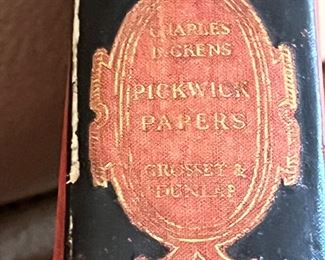 CHARLES
DICKENS
PICKWICK
PAPERS
GROSSET &
DUNLAP